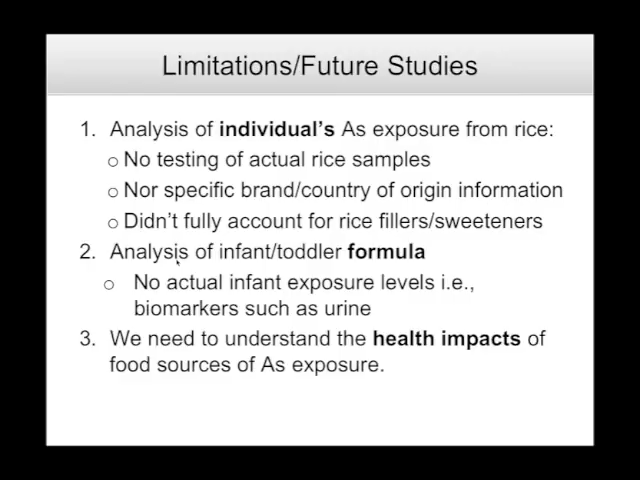 Limitations/Future Studies
1. Analysis of individual's As exposure from rice:
o No testing of actual rice samples
o Nor specific brand/country of origin information
o Didn't fully account for rice fillers/sweeteners
2. Analysis of infant/toddler formula
o No actual infant exposure levels i.e.,
biomarkers such as urine
3. We need to understand the health impacts of
food sources of As exposure.